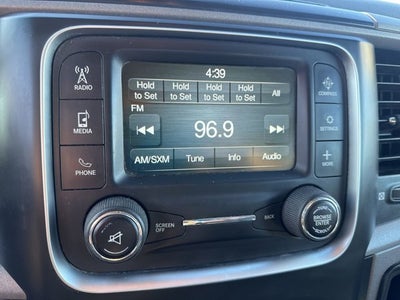 4:39
Hold to Set Hold to Set Hold to Set Hold to Set All
FM
RADIO
COMPASS
96.9
MEDIA
SETTINGS
AM/SXM Tune Info Audio
PHONE
MORE
SCREEN OFF
BACK
BROWSE
ENTER